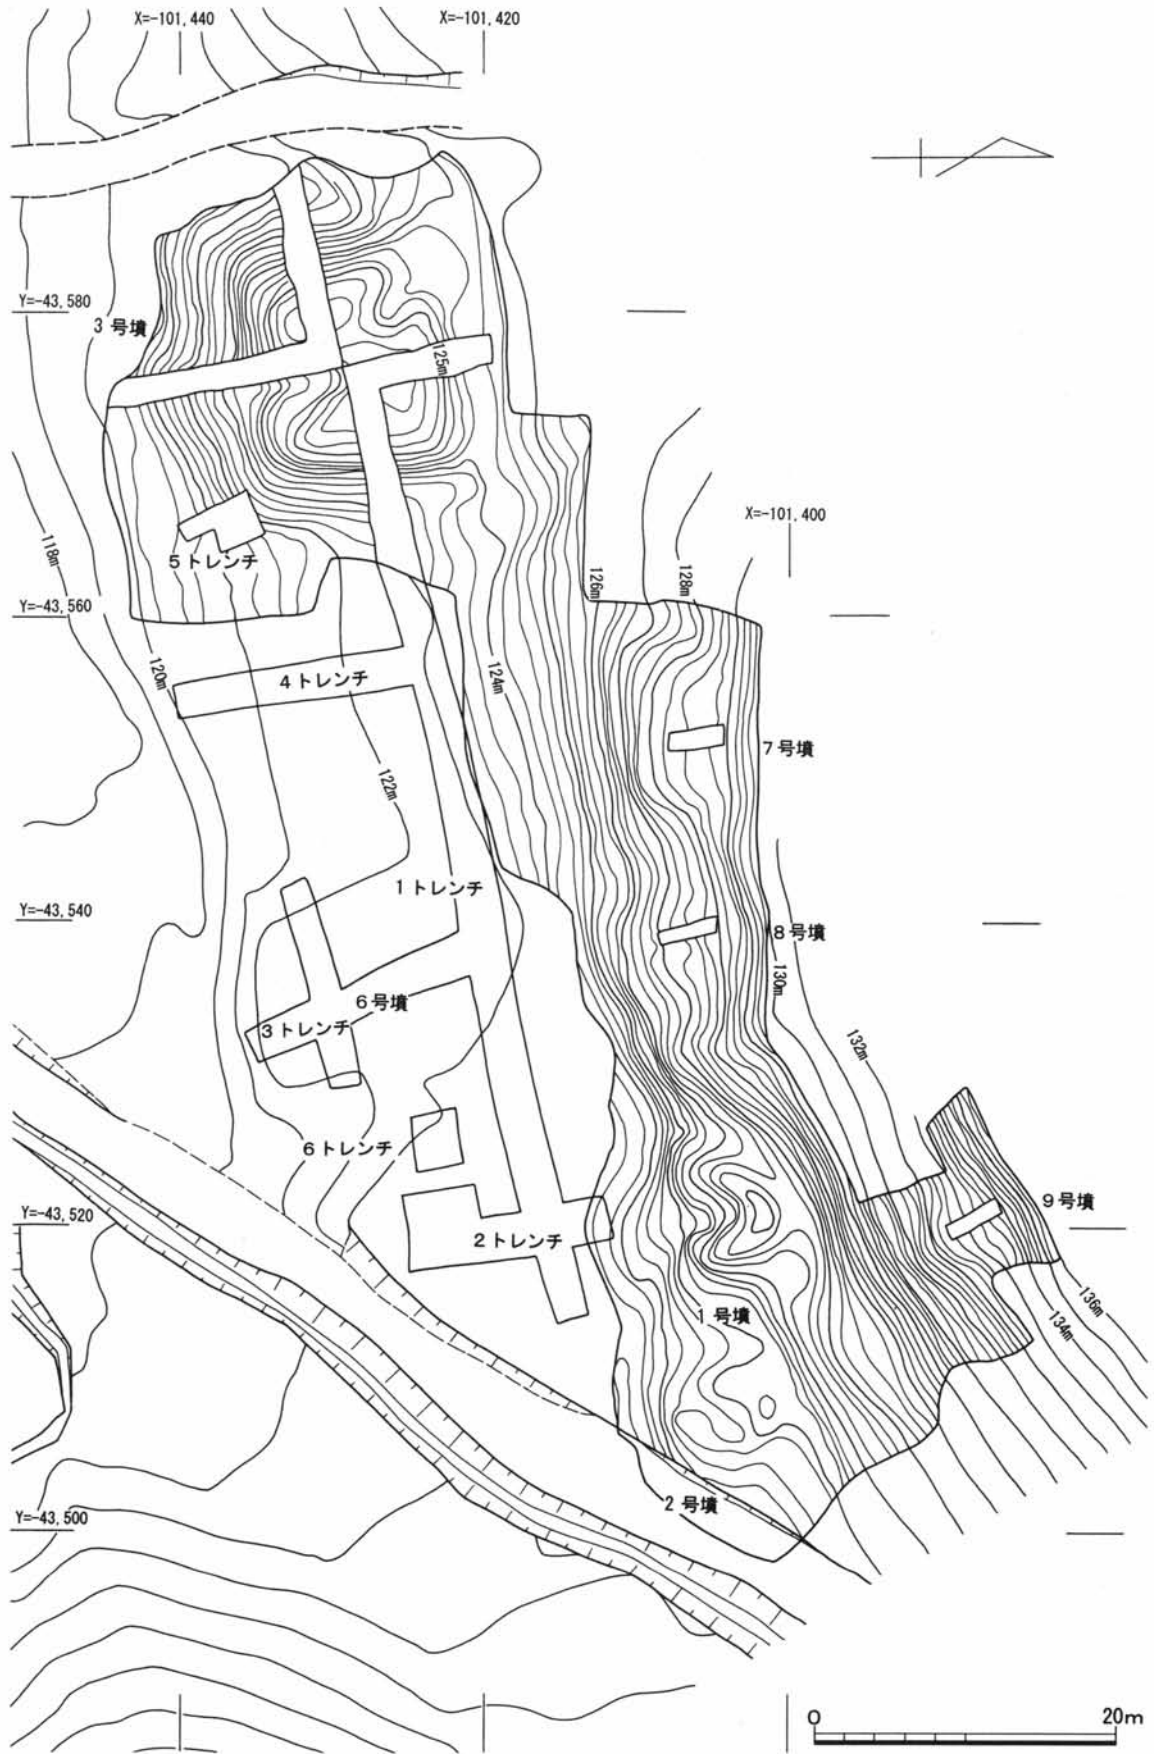 X=-101,440
X=-101,420
Y=-43,580
3号墳
125m
X=-101,400
118m
5トレンチ
126m
128m
Y=-43,560
120m
4トレンチ
124m
7号墳
122m
1トレンチ
Y=-43,540
8号墳
130m
6号墳
3トレンチ
132m
6トレンチ
9号墳
Y=-43,520
2トレンチ
136m
1号墳
134m
2号墳
Y=-43,500
0
20m